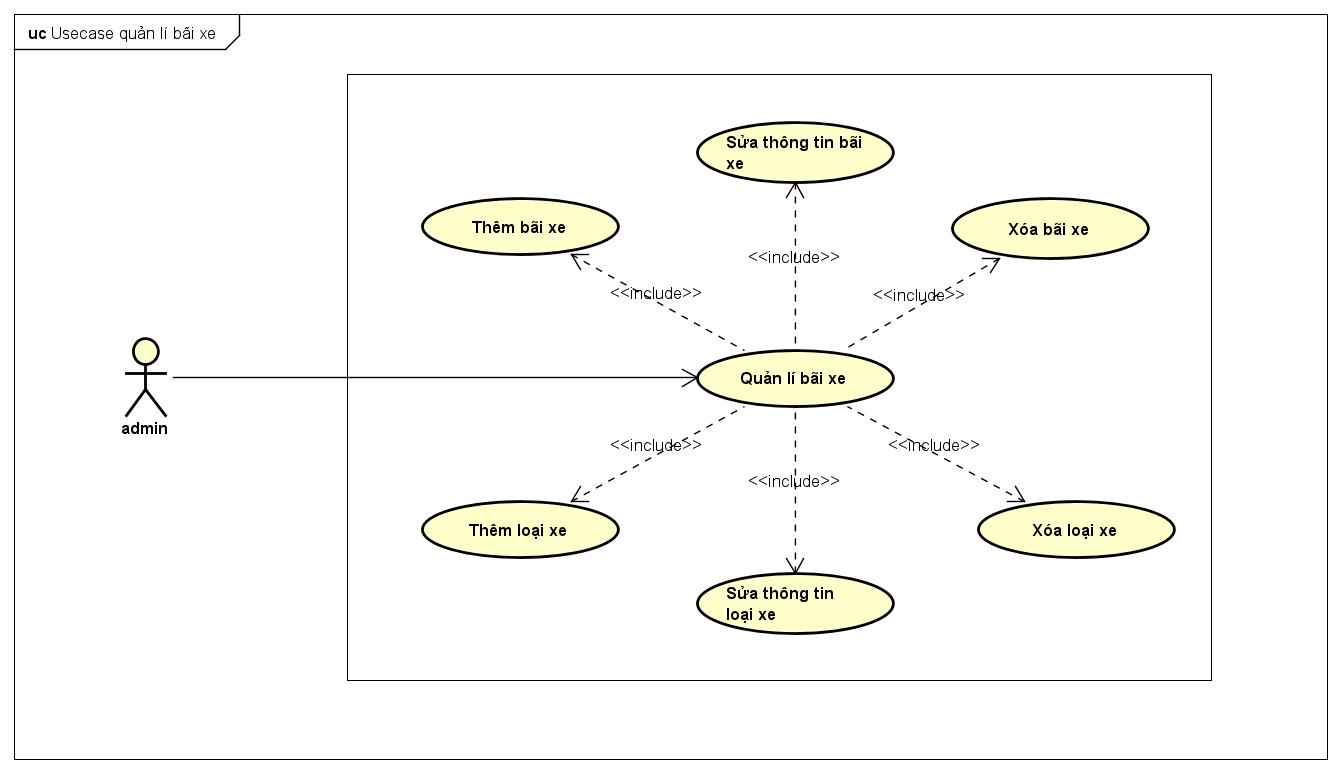 uc Usecase quản lí bãi xe
Sửa thông tin bãi
xe
Thêm bãi xe
Xóa bãi xe
<<include>>
<<include>>
<<include>>
Quản lí bãi xe
admin
<<include>>
<<include>>
<<include>>
Thêm loại xe
Xóa loại xe
Sửa thông tin
loại xe